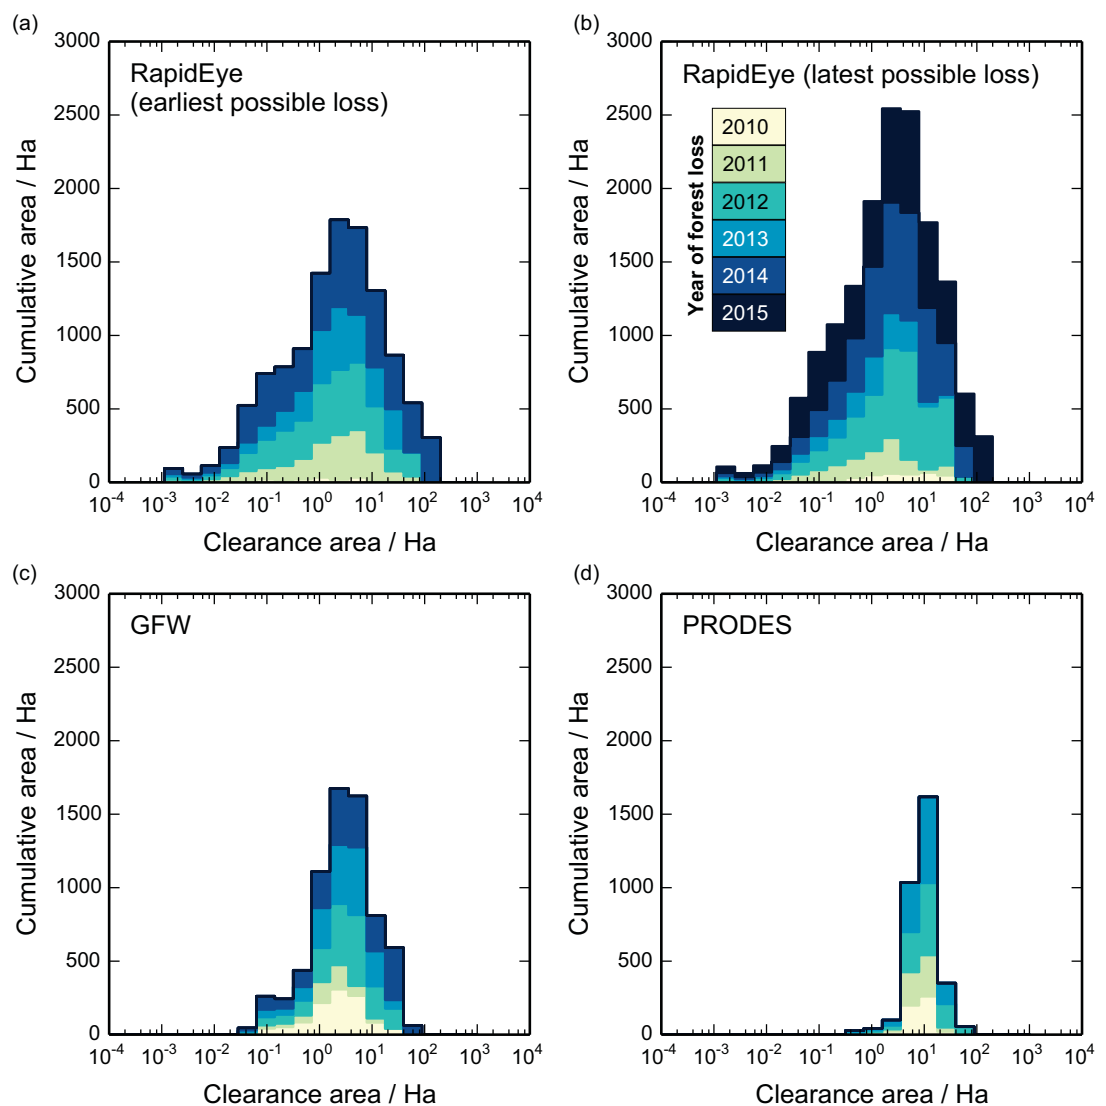 (a)
3000
2500
2000
1500
1000
500
0
Cumulative area / Ha
RapidEye
(earliest possible loss)
10⁻⁴ 10⁻³ 10⁻² 10⁻¹ 10⁰ 10¹ 10² 10³ 10⁴
Clearance area / Ha
(b)
3000
2500
2000
1500
1000
500
0
Cumulative area / Ha
RapidEye (latest possible loss)
Year of forest loss
2010
2011
2012
2013
2014
2015
10⁻⁴ 10⁻³ 10⁻² 10⁻¹ 10⁰ 10¹ 10² 10³ 10⁴
Clearance area / Ha
(c)
3000
2500
2000
1500
1000
500
0
Cumulative area / Ha
GFW
10⁻⁴ 10⁻³ 10⁻² 10⁻¹ 10⁰ 10¹ 10² 10³ 10⁴
Clearance area / Ha
(d)
3000
2500
2000
1500
1000
500
0
Cumulative area / Ha
PRODES
10⁻⁴ 10⁻³ 10⁻² 10⁻¹ 10⁰ 10¹ 10² 10³ 10⁴
Clearance area / Ha